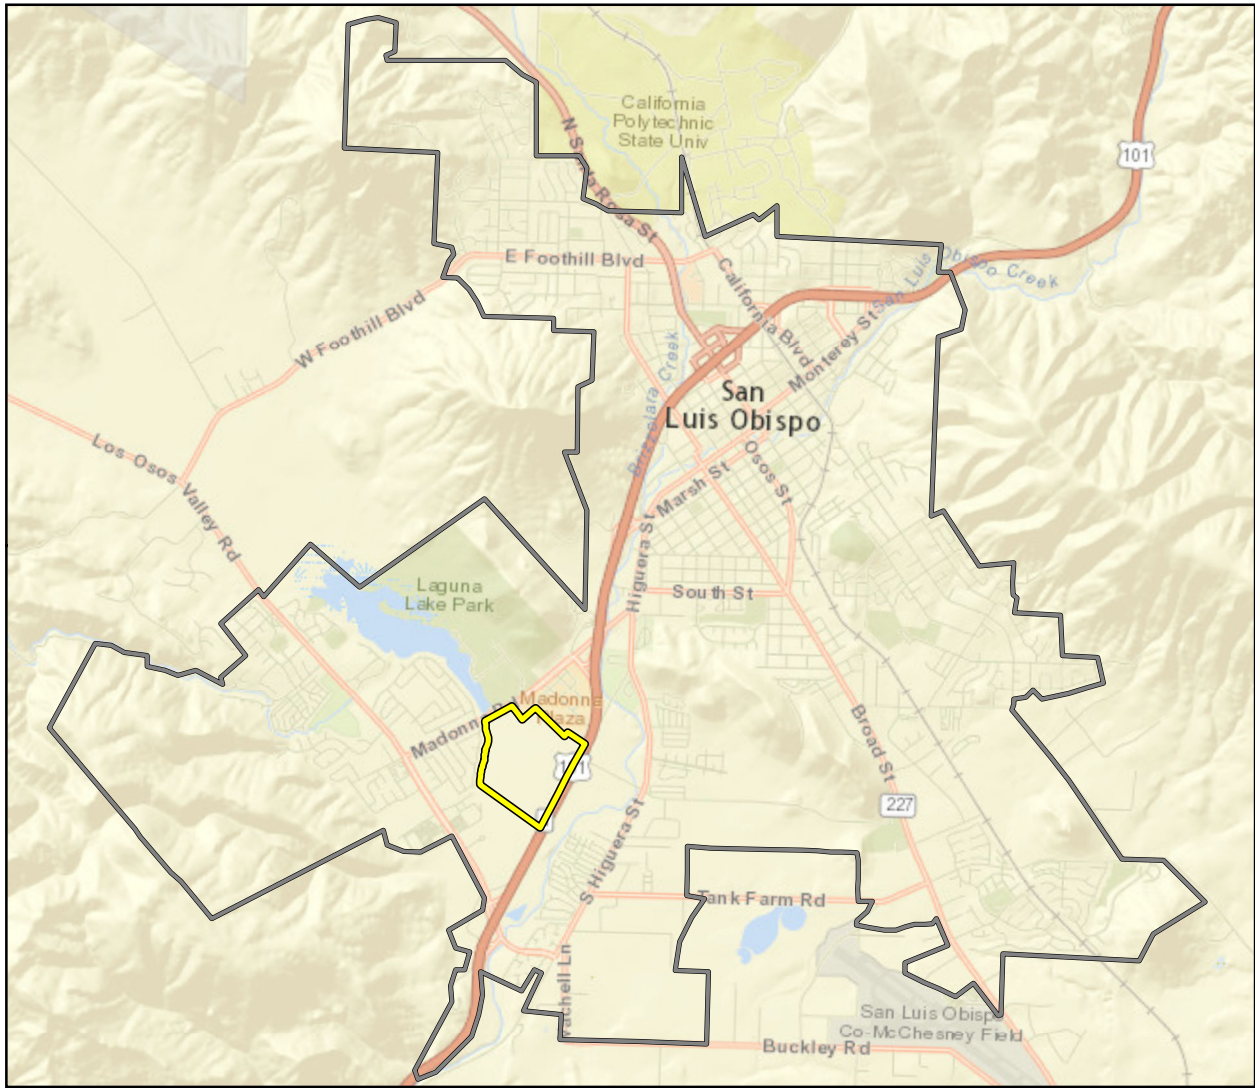 California
Polytechnic
State Univ
N Santa Rosa St
101
E Foothill Blvd
San Luis Obispo Creek
California Blvd
W Foothill Blvd
Monterey St
San
Luis Obispo
Creek
Los Osos Valley Rd
Marsh St
Osos St
Higuera St
Laguna
Lake Park
South St
Madonna
Plaza
Madonna Rd
101
Broad St
227
S Higuera St
Tank Farm Rd
Vachell Ln
San Luis Obispo
Co-McChesney Field
Buckley Rd